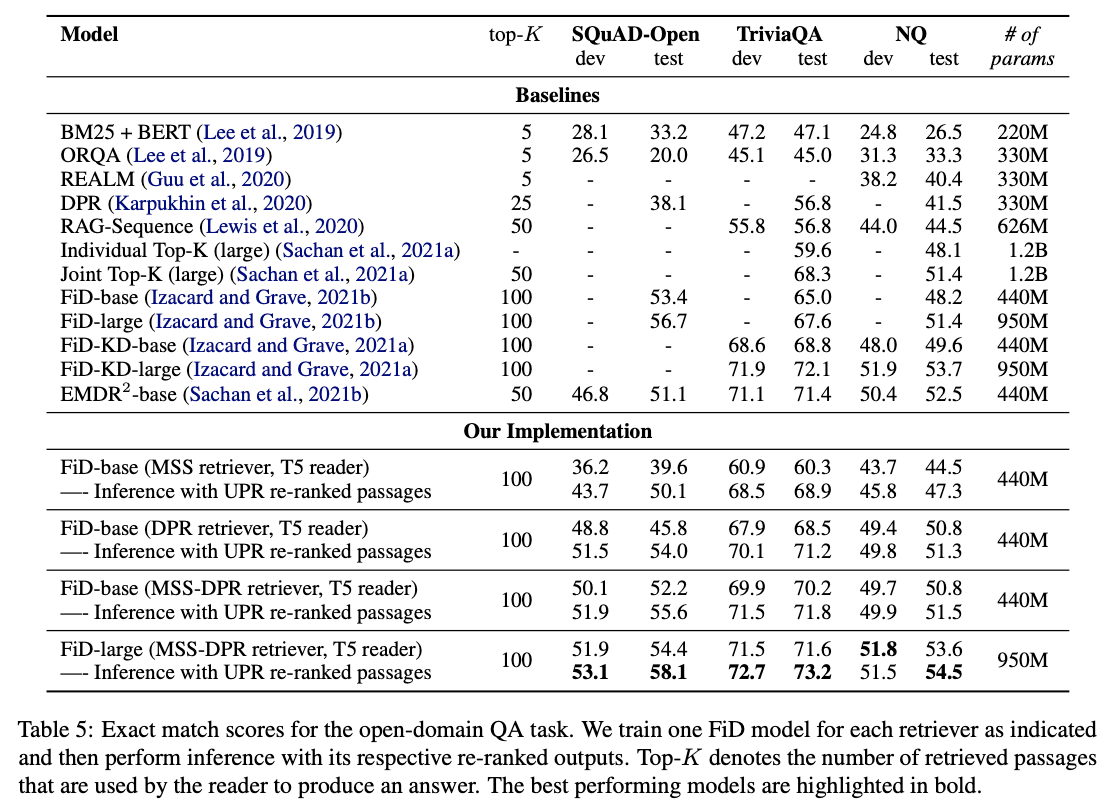 Model top-K SQuAD-Open TriviaQA NQ # of
dev test dev test dev test params
Baselines
BM25 + BERT (Lee et al., 2019) 5 28.1 33.2 47.2 47.1 24.8 26.5 220M
ORQA (Lee et al., 2019) 5 26.5 20.0 45.1 45.0 31.3 33.3 330M
REALM (Guu et al., 2020) 5 - - - - 38.2 40.4 330M
DPR (Karpukhin et al., 2020) 25 - 38.1 - 56.8 - 41.5 330M
RAG-Sequence (Lewis et al., 2020) 50 - - 55.8 56.8 44.0 44.5 626M
Individual Top-K (large) (Sachan et al., 2021a) - - - - 59.6 - 48.1 1.2B
Joint Top-K (large) (Sachan et al., 2021a) 50 - - - 68.3 - 51.4 1.2B
FiD-base (Izacard and Grave, 2021b) 100 - 53.4 - 65.0 - 48.2 440M
FiD-large (Izacard and Grave, 2021b) 100 - 56.7 - 67.6 - 51.4 950M
FiD-KD-base (Izacard and Grave, 2021a) 100 - - 68.6 68.8 48.0 49.6 440M
FiD-KD-large (Izacard and Grave, 2021a) 100 - - 71.9 72.1 51.9 53.7 950M
EMDR²-base (Sachan et al., 2021b) 50 46.8 51.1 71.1 71.4 50.4 52.5 440M
Our Implementation
FiD-base (MSS retriever, T5 reader) 100 36.2 39.6 60.9 60.3 43.7 44.5 440M
—- Inference with UPR re-ranked passages 43.7 50.1 68.5 68.9 45.8 47.3
FiD-base (DPR retriever, T5 reader) 100 48.8 45.8 67.9 68.5 49.4 50.8 440M
—- Inference with UPR re-ranked passages 51.5 54.0 70.1 71.2 49.8 51.3
FiD-base (MSS-DPR retriever, T5 reader) 100 50.1 52.2 69.9 70.2 49.7 50.8 440M
—- Inference with UPR re-ranked passages 51.9 55.6 71.5 71.8 49.9 51.5
FiD-large (MSS-DPR retriever, T5 reader) 100 51.9 54.4 71.5 71.6 51.8 53.6 950M
—- Inference with UPR re-ranked passages 53.1 58.1 72.7 73.2 51.5 54.5
Table 5: Exact match scores for the open-domain QA task. We train one FiD model for each retriever as indicated
and then perform inference with its respective re-ranked outputs. Top-K denotes the number of retrieved passages
that are used by the reader to produce an answer. The best performing models are highlighted in bold.